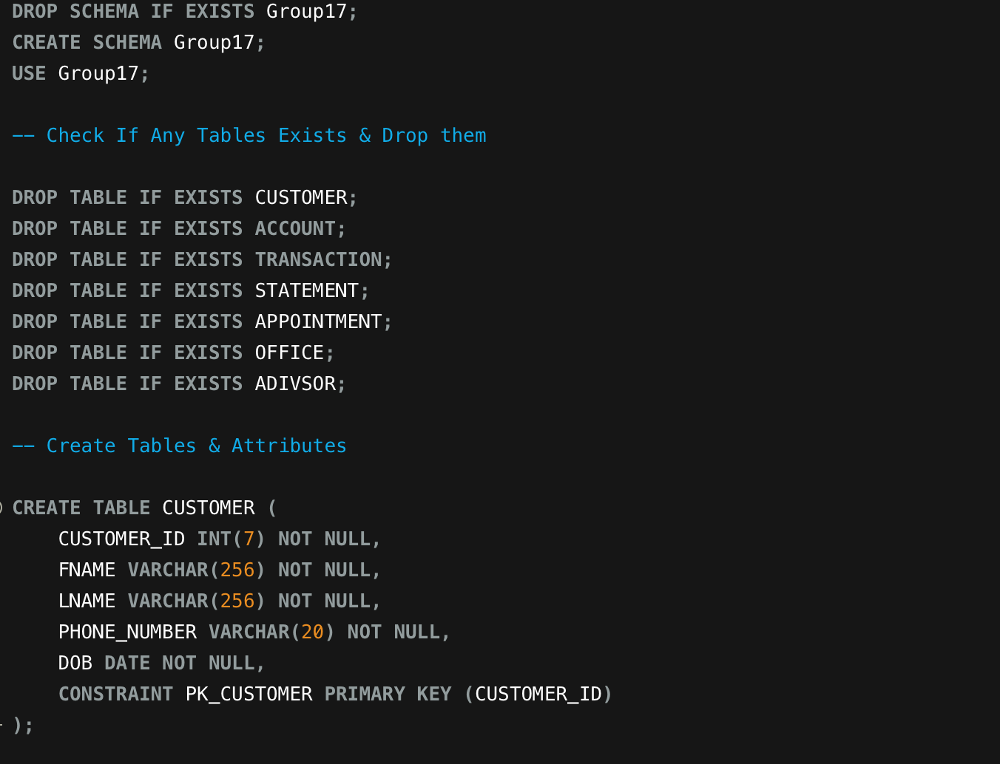 DROP SCHEMA IF EXISTS Group17;
CREATE SCHEMA Group17;
USE Group17;
-- Check If Any Tables Exists & Drop them
DROP TABLE IF EXISTS CUSTOMER;
DROP TABLE IF EXISTS ACCOUNT;
DROP TABLE IF EXISTS TRANSACTION;
DROP TABLE IF EXISTS STATEMENT;
DROP TABLE IF EXISTS APPOINTMENT;
DROP TABLE IF EXISTS OFFICE;
DROP TABLE IF EXISTS ADIVSOR;
-- Create Tables & Attributes
CREATE TABLE CUSTOMER (
    CUSTOMER_ID INT(7) NOT NULL,
    FNAME VARCHAR(256) NOT NULL,
    LNAME VARCHAR(256) NOT NULL,
    PHONE_NUMBER VARCHAR(20) NOT NULL,
    DOB DATE NOT NULL,
    CONSTRAINT PK_CUSTOMER PRIMARY KEY (CUSTOMER_ID)
);